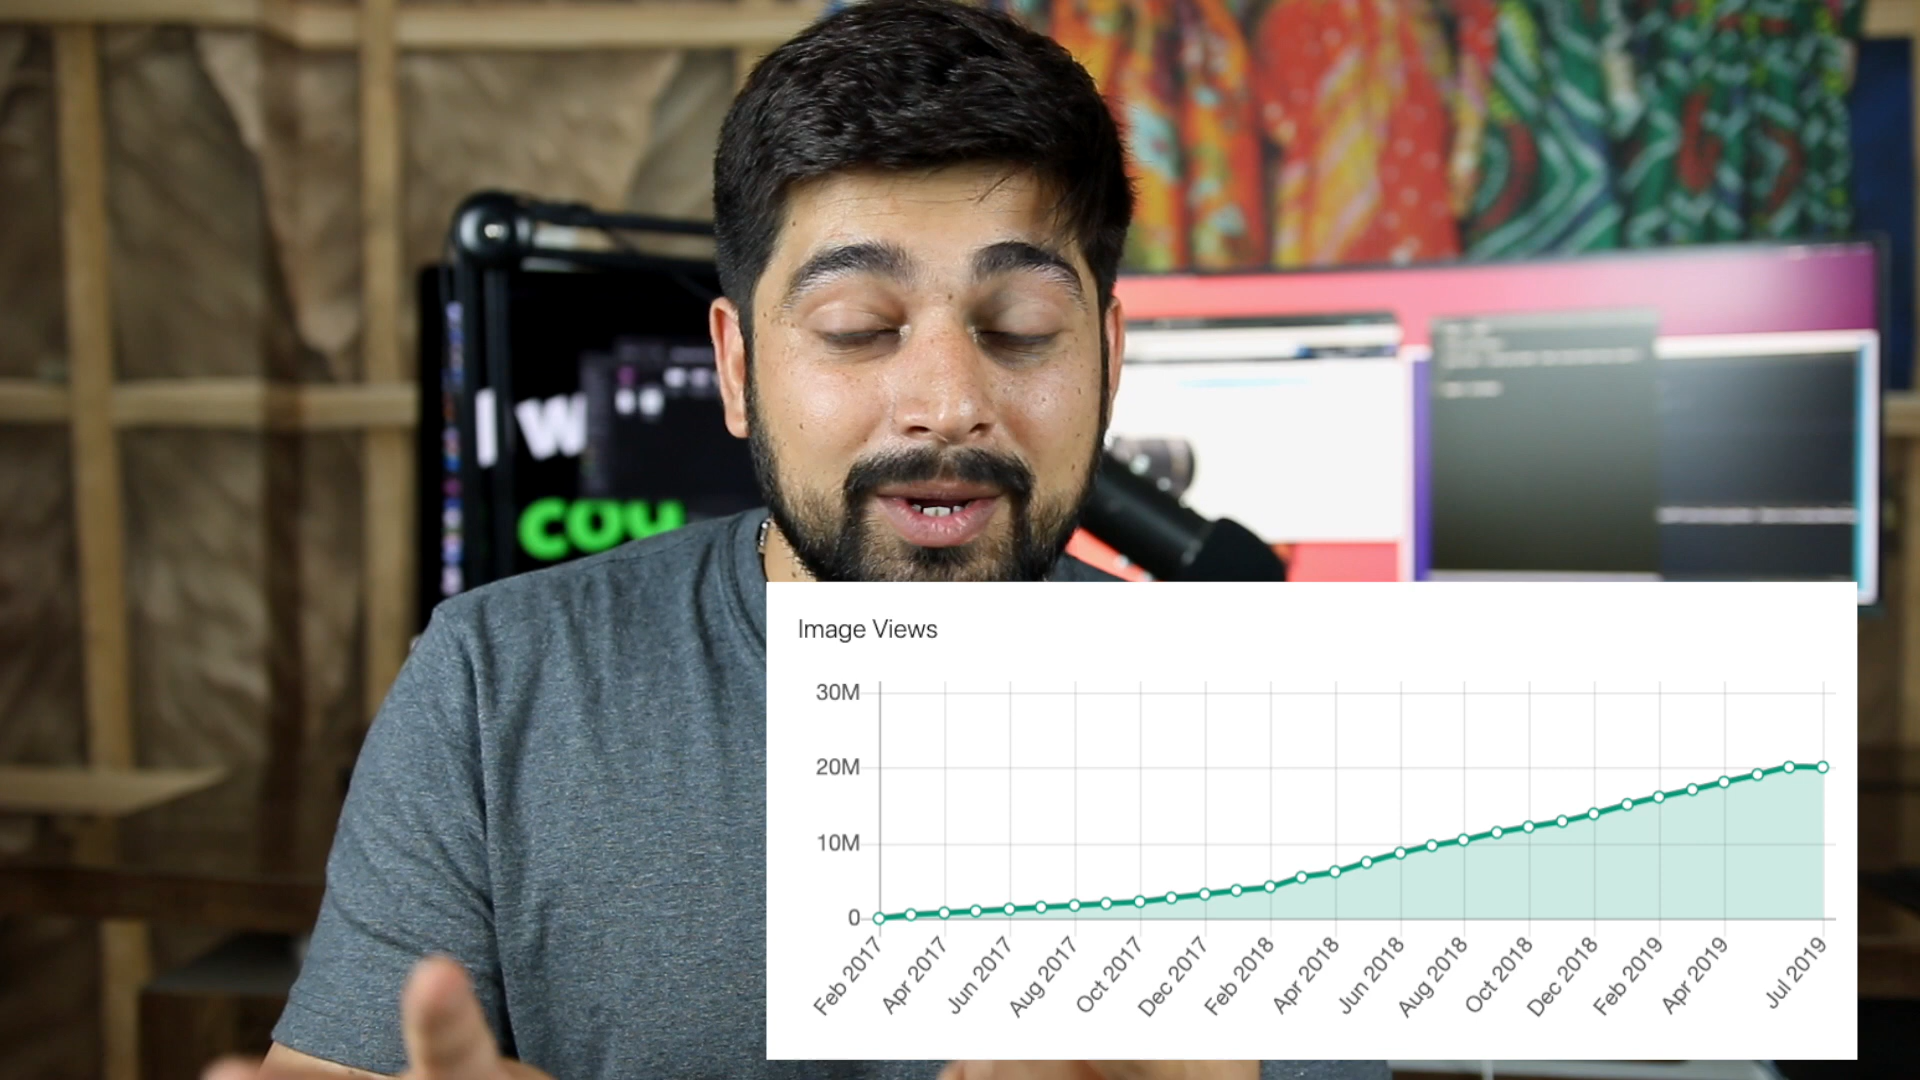 I w
cou
Image Views
30M
20M
10M
0
Feb 2017
Apr 2017
Jun 2017
Aug 2017
Oct 2017
Dec 2017
Feb 2018
Apr 2018
Jun 2018
Aug 2018
Oct 2018
Dec 2018
Feb 2019
Apr 2019
Jul 2019